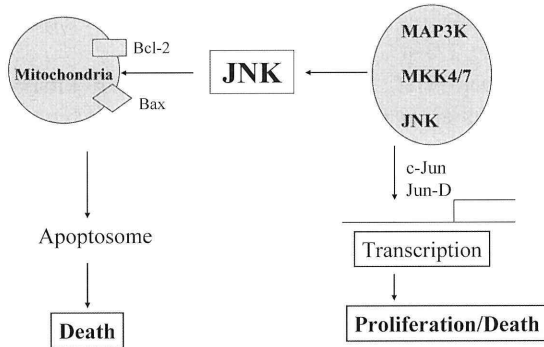 MAP3K
Bcl-2
Mitochondria
JNK
MKK4/7
Bax
JNK
c-Jun
Jun-D
Apoptosome
Transcription
Death
Proliferation/Death